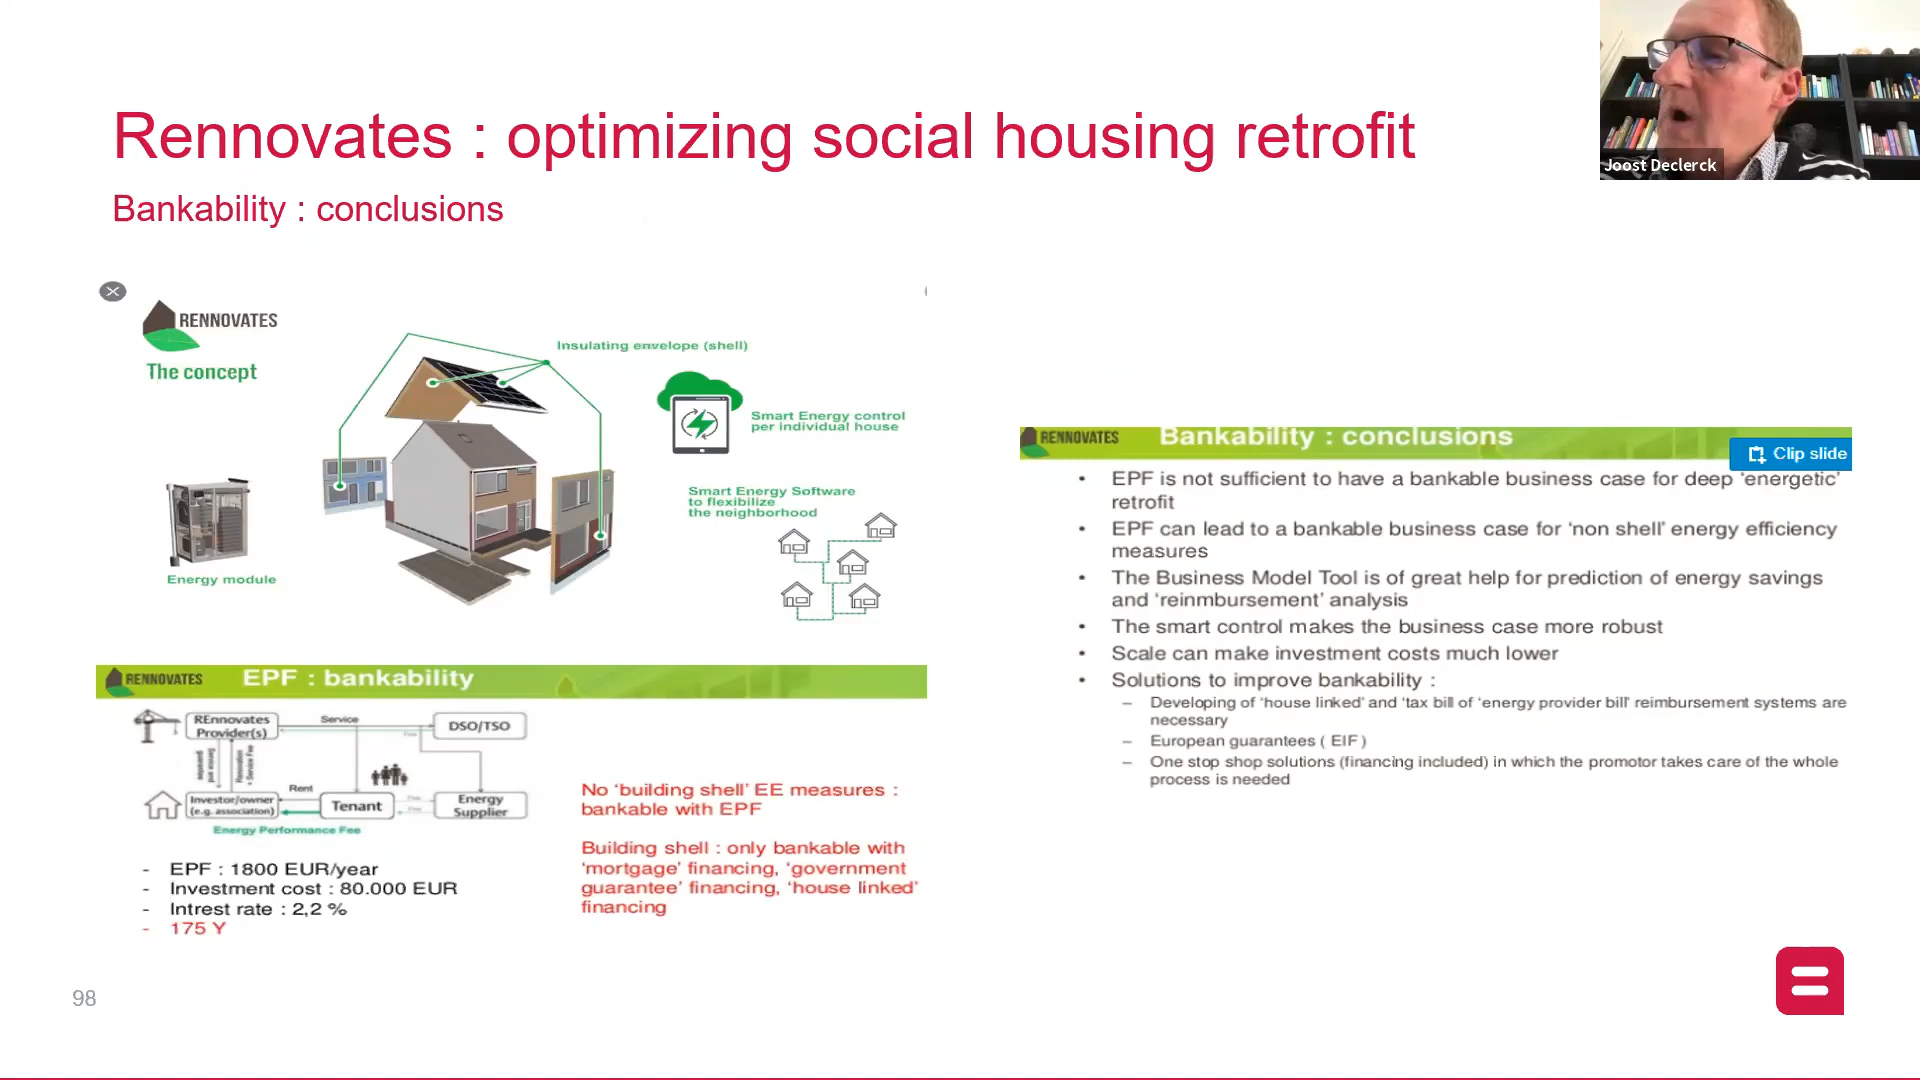 Rennovates : optimizing social housing retrofit
Bankability : conclusions
Joost Declerck
RENNOVATES
The concept
Insulating envelope (shell)
Smart Energy control
per individual house
Smart Energy Software
to flexibilize
the neighborhood
Energy module
RENNOVATES
EPF : bankability
REnnovates
Provider(s)
Service
DSO/TSO
Renovation
+ Service Fee
Rent
Investor/owner
(e.g. association)
Tenant
Energy
Supplier
Energy Performance Fee
- EPF : 1800 EUR/year
- Investment cost : 80.000 EUR
- Intrest rate : 2,2 %
- 175 Y
No ‘building shell’ EE measures :
bankable with EPF
Building shell : only bankable with
‘mortgage’ financing, ‘government
guarantee’ financing, ‘house linked’
financing
RENNOVATES
Bankability : conclusions
Clip slide
• EPF is not sufficient to have a bankable business case for deep ‘energetic’
retrofit
• EPF can lead to a bankable business case for ‘non shell’ energy efficiency
measures
• The Business Model Tool is of great help for prediction of energy savings
and ‘reinmbursement’ analysis
• The smart control makes the business case more robust
• Scale can make investment costs much lower
• Solutions to improve bankability :
– Developing of ‘house linked’ and ‘tax bill of ‘energy provider bill’ reimbursement systems are
necessary
– European guarantees ( EIF )
– One stop shop solutions (financing included) in which the promotor takes care of the whole
process is needed
98